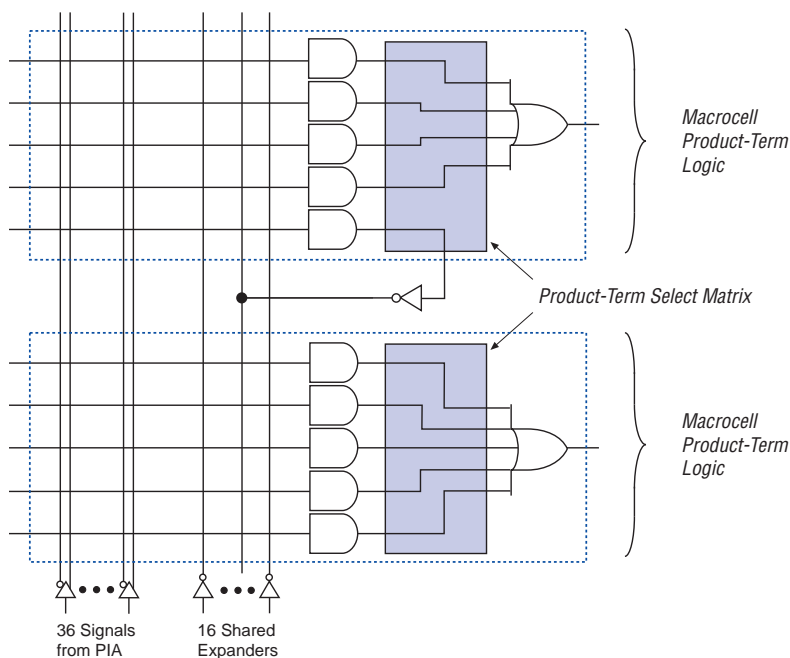 Macrocell
Product-Term
Logic
Product-Term Select Matrix
Macrocell
Product-Term
Logic
36 Signals
from PIA
16 Shared
Expanders